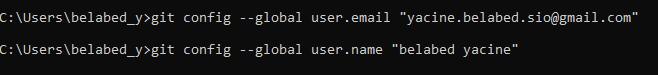 C:\Users\belabed_y>git config --global user.email "yacine.belabed.sio@gmail.com"
C:\Users\belabed_y>git config --global user.name "belabed yacine"